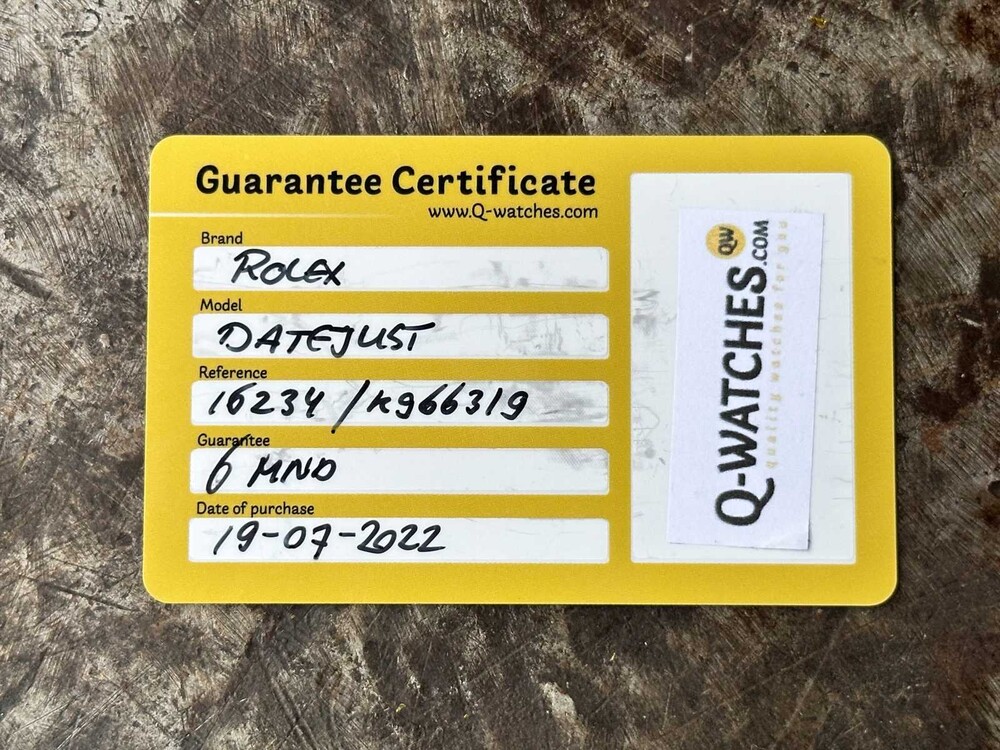 Guarantee Certificate
www.Q-watches.com
Brand
ROLEX
Model
DATEJUST
Reference
16234 / K966319
Guarantee
6 MND
Date of purchase
19-07-2022
QW
Q-WATCHES.COM
quality watches for you